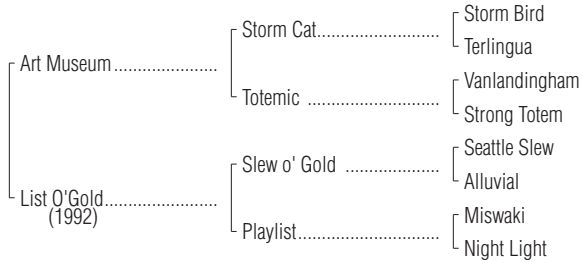 Storm Bird
Storm Cat..............................
Terlingua
Art Museum.....................
Vanlandingham
Totemic .................................
Strong Totem
Seattle Slew
Slew o' Gold .......................
Alluvial
List O'Gold.......................
(1992)
Miswaki
Playlist...................................
Night Light